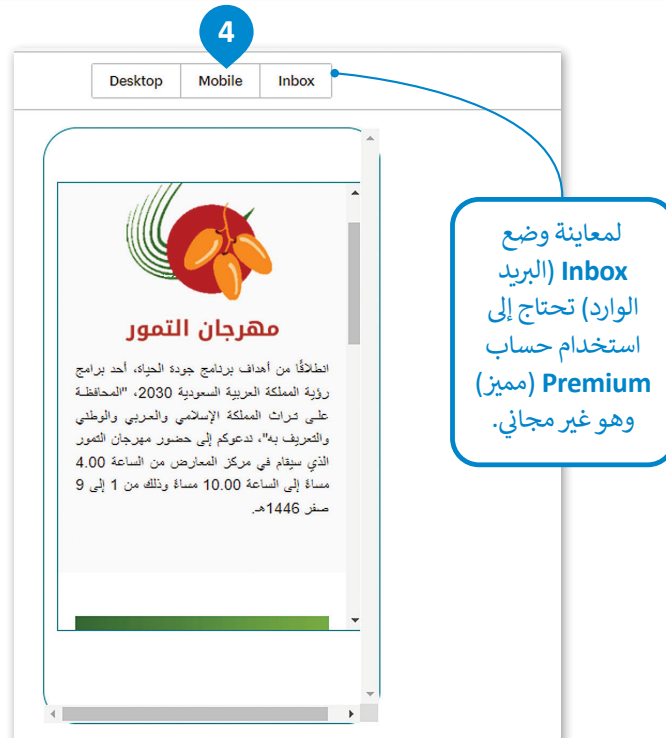 4
Desktop Mobile Inbox
مهرجان التمور
انطلاقًا من أهداف برنامج جودة الحياة، أحد برامج
رؤية المملكة العربية السعودية 2030، "المحافظة
على تراث المملكة الإسلامي والعربي والوطني
والتعريف به"، ندعوكم إلى حضور مهرجان التمور
الذي سيقام في مركز المعارض من الساعة 4.00
مساءً إلى الساعة 10.00 مساءً وذلك من 1 إلى 9
صفر 1446هـ.
لمعاينة وضع
Inbox (البريد
الوارد) تحتاج إلى
استخدام حساب
Premium (مميز)
وهو غير مجاني.